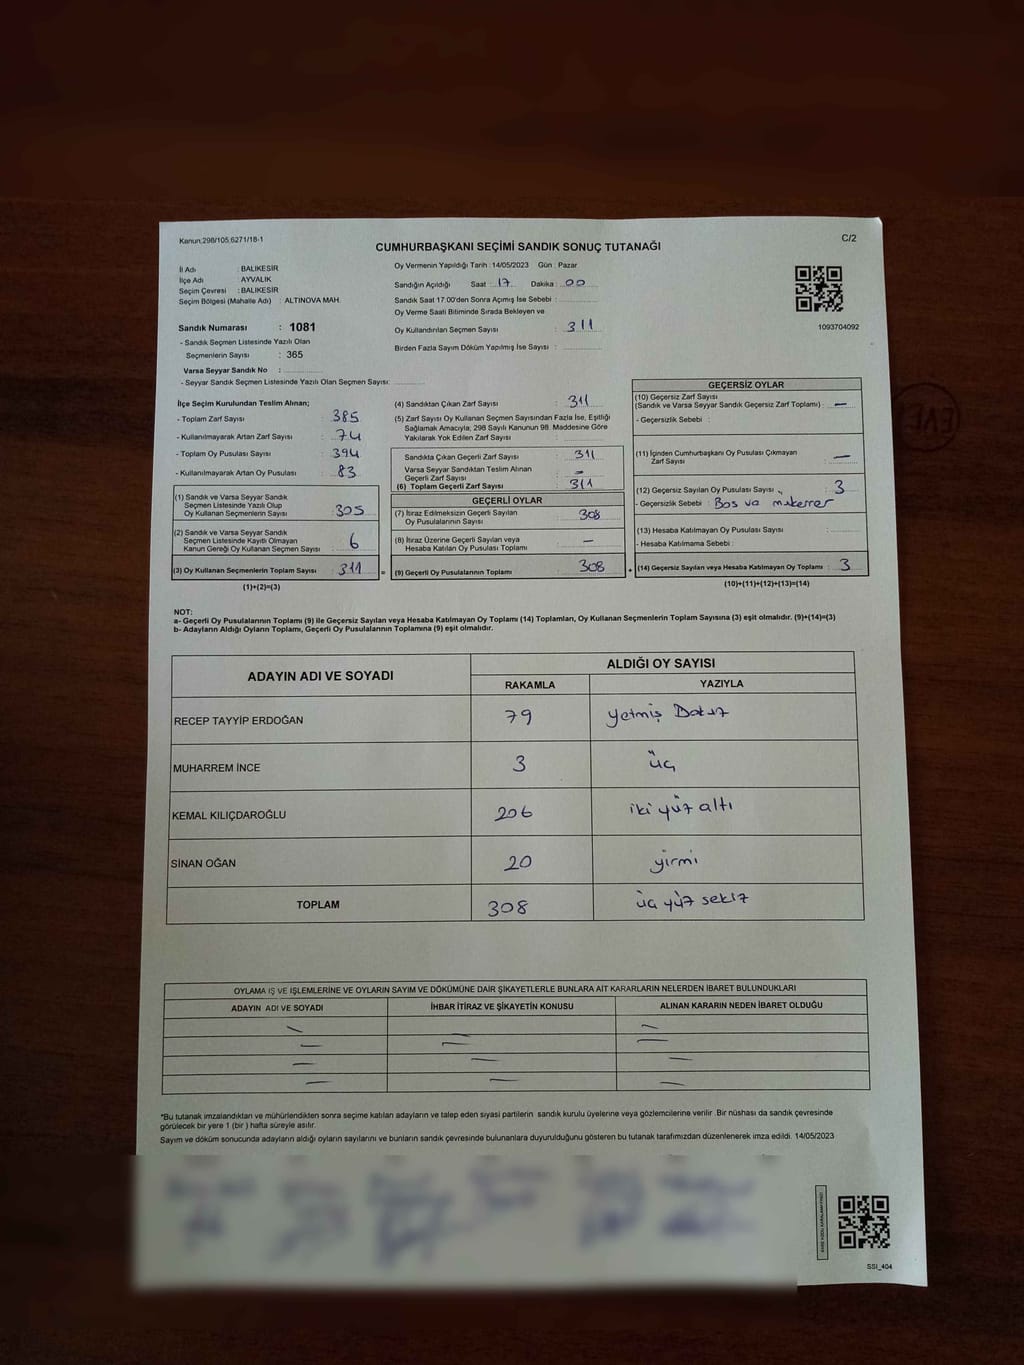 Kanun:298/105;6271/18-1
C/2
CUMHURBAŞKANI SEÇİMİ SANDIK SONUÇ TUTANAĞI
İl Adı : BALIKESİR
İlçe Adı AYVALIK
Seçim Çevresi : BALIKESİR
Seçim Bölgesi (Mahalle Adı) : ALTINOVA MAH.
Sandık Numarası : 1081
- Sandık Seçmen Listesinde Yazılı Olan
Seçmenlerin Sayısı : 365
Varsa Seyyar Sandık No :
- Seyyar Sandık Seçmen Listesinde Yazılı Olan Seçmen Sayısı:
Oy Vermenin Yapıldığı Tarih : 14/05/2023 Gün : Pazar
Sandığın Açıldığı Saat : 17 Dakika : 00
Sandık Saat 17.00'den Sonra Açımış İse Sebebi :
Oy Verme Saati Bitiminde Sırada Bekleyen ve
Oy Kullandırılan Seçmen Sayısı : 311
Birden Fazla Sayım Döküm Yapılmış İse Sayısı :
1093704092
İlçe Seçim Kurulundan Teslim Alınan;
- Toplam Zarf Sayısı : 385
- Kullanılmayarak Artan Zarf Sayısı : 74
- Toplam Oy Pusulası Sayısı : 394
- Kullanılmayarak Artan Oy Pusulası : 83
(1) Sandık ve Varsa Seyyar Sandık
Seçmen Listesinde Yazılı Olup
Oy Kullanan Seçmenlerin Sayısı : 305
(2) Sandık ve Varsa Seyyar Sandık
Seçmen Listesinde Kayıtlı Olmayan
Kanun Gereği Oy Kullanan Seçmen Sayısı : 6
(3) Oy Kullanan Seçmenlerin Toplam Sayısı : 311 =
(1)+(2)=(3)
(4) Sandıktan Çıkan Zarf Sayısı : 311
(5) Zarf Sayısı Oy Kullanan Seçmen Sayısından Fazla İse, Eşitliği
Sağlamak Amacıyla; 298 Sayılı Kanunun 98. Maddesine Göre
Yakılarak Yok Edilen Zarf Sayısı :
Sandıkta Çıkan Geçerli Zarf Sayısı : 311
Varsa Seyyar Sandıktan Teslim Alınan
Geçerli Zarf Sayısı : –
(6) Toplam Geçerli Zarf Sayısı : 311
GEÇERLİ OYLAR
(7) İtiraz Edilmeksizin Geçerli Sayılan
Oy Pusulalarının Sayısı : 308
(8) İtiraz Üzerine Geçerli Sayılan veya
Hesaba Katılan Oy Pusulası Toplamı : –
(9) Geçerli Oy Pusulalarının Toplamı : 308 +
GEÇERSİZ OYLAR
(10) Geçersiz Zarf Sayısı
(Sandık ve Varsa Seyyar Sandık Geçersiz Zarf Toplamı) : –
- Geçersizlik Sebebi :
(11) İçinden Cumhurbaşkanı Oy Pusulası Çıkmayan
Zarf Sayısı : –
(12) Geçersiz Sayılan Oy Pusulası Sayısı : 3
- Geçersizlik Sebebi : Bos va mukerrer
(13) Hesaba Katılmayan Oy Pusulası Sayısı :
- Hesaba Katılmama Sebebi :
(14) Geçersiz Sayılan veya Hesaba Katılmayan Oy Toplamı : 3
(10)+(11)+(12)+(13)=(14)
NOT:
a- Geçerli Oy Pusulalarının Toplamı (9) ile Geçersiz Sayılan veya Hesaba Katılmayan Oy Toplamı (14) Toplamları, Oy Kullanan Seçmenlerin Toplam Sayısına (3) eşit olmalıdır. (9)+(14)=(3)
b- Adayların Aldığı Oyların Toplamı, Geçerli Oy Pusulalarının Toplamına (9) eşit olmalıdır.
ADAYIN ADI VE SOYADI
ALDIĞI OY SAYISI
RAKAMLA YAZIYLA
RECEP TAYYİP ERDOĞAN 79 yetmiş Dokuz
MUHARREM İNCE 3 üç
KEMAL KILIÇDAROĞLU 206 iki yüz altı
SİNAN OĞAN 20 yirmi
TOPLAM 308 üç yüz sekiz
OYLAMA İŞ VE İŞLEMLERİNE VE OYLARIN SAYIM VE DÖKÜMÜNE DAİR ŞİKAYETLERLE BUNLARA AİT KARARLARIN NELERDEN İBARET BULUNDUKLARI
ADAYIN ADI VE SOYADI İHBAR İTİRAZ VE ŞİKAYETİN KONUSU ALINAN KARARIN NEDEN İBARET OLDUĞU
*Bu tutanak imzalandıktan ve mühürlendikten sonra seçime katılan adayların ve talep eden siyasi partilerin sandık kurulu üyelerine veya gözlemcilerine verilir .Bir nüshası da sandık çevresinde
görülecek bir yere 1 (bir ) hafta süreyle asılır.
Sayım ve döküm sonucunda adayların aldığı oyların sayılarını ve bunların sandık çevresinde bulunanlara duyurulduğunu gösteren bu tutanak tarafımızdan düzenlenerek imza edildi. 14/05/2023
SSI_404